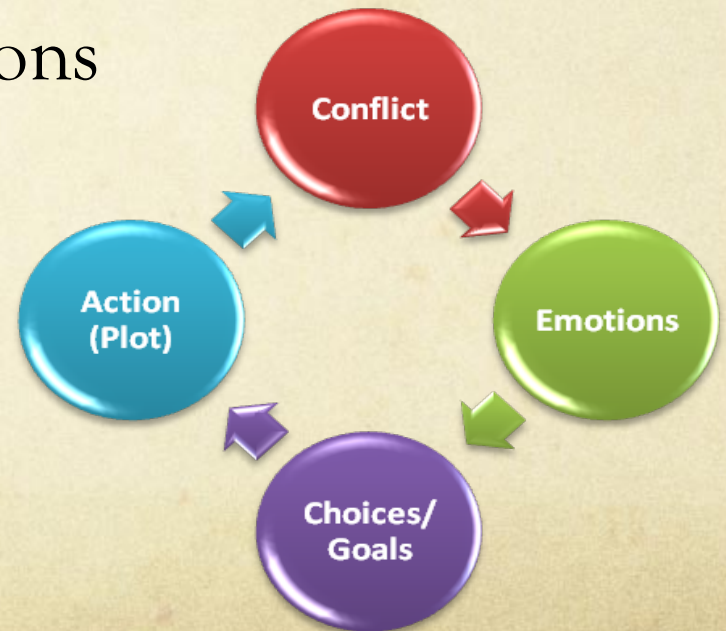 ons
Conflict
Emotions
Choices/
Goals
Action
(Plot)